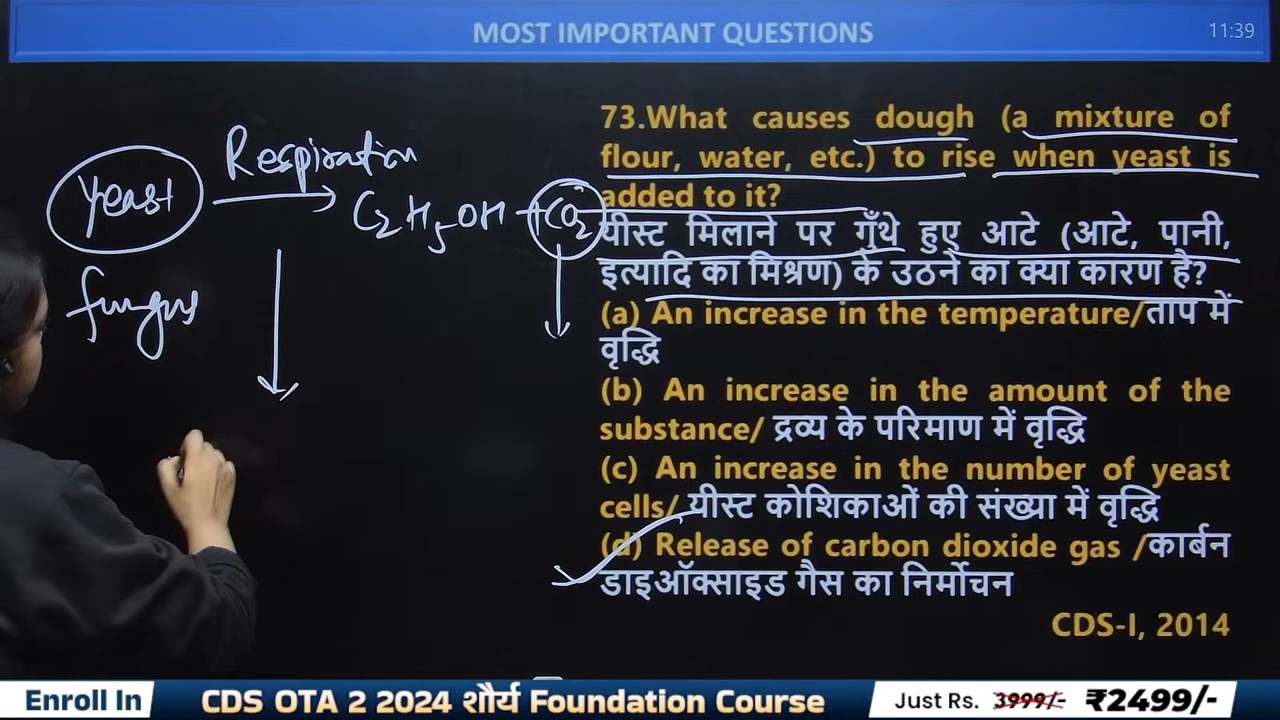 MOST IMPORTANT QUESTIONS
11:39
Yeast
Respiration
C2H5OH + CO2
fungus
73.What causes dough (a mixture of
flour, water, etc.) to rise when yeast is
added to it?
यीस्ट मिलाने पर गुँथे हुए आटे (आटे, पानी,
इत्यादि का मिश्रण) के उठने का क्या कारण है?
(a) An increase in the temperature/ताप में
वृद्धि
(b) An increase in the amount of the
substance/ द्रव्य के परिमाण में वृद्धि
(c) An increase in the number of yeast
cells/ यीस्ट कोशिकाओं की संख्या में वृद्धि
(d) Release of carbon dioxide gas /कार्बन
डाइऑक्साइड गैस का निर्मोचन
CDS-I, 2014
Enroll In
CDS OTA 2 2024 शौर्य Foundation Course
Just Rs. 3999/- ₹2499/-